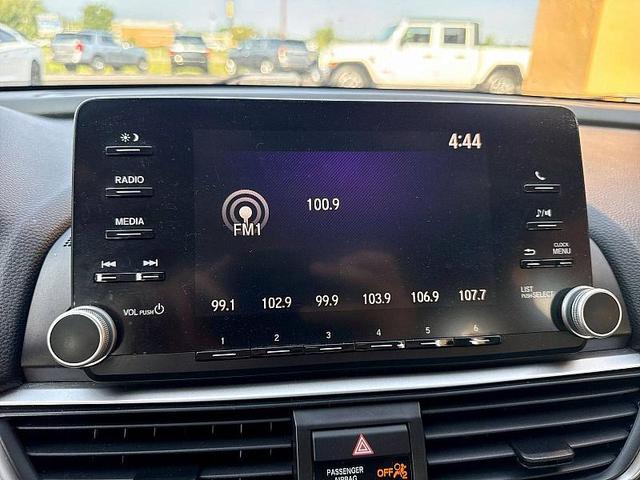 4:44
RADIO
100.9
MEDIA
FM1
CLOCK
MENU
LIST
PUSH SELECT
VOL PUSH
99.1 102.9 99.9 103.9 106.9 107.7
1 2 3 4 5 6
PASSENGER
AIRBAG
OFF
2